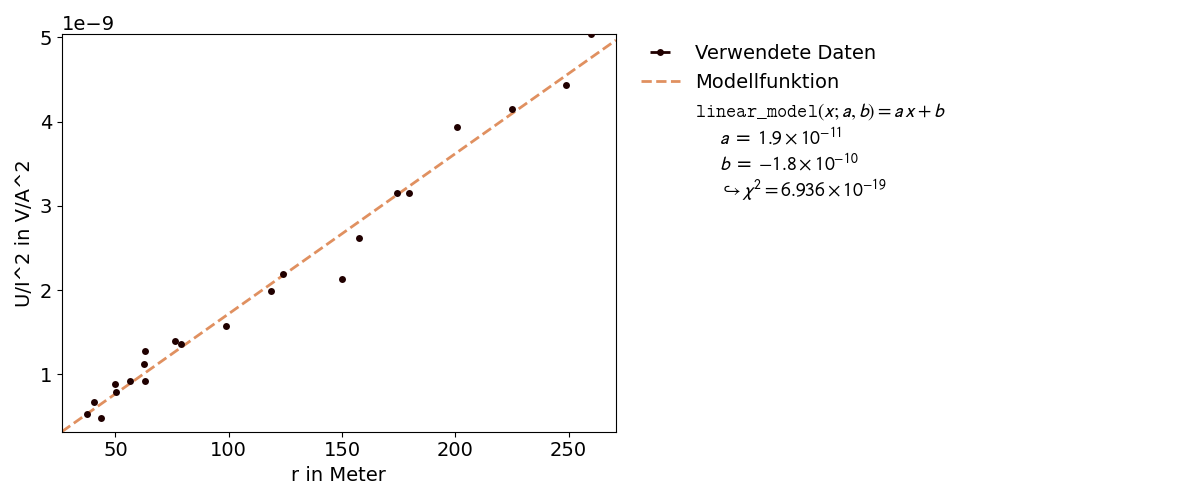 1e−9
5
4
3
2
1
50 100 150 200 250
r in Meter
U/I^2 in V/A^2
Verwendete Daten
Modellfunktion
linear_model(x; a, b) = a x + b
a = 1.9 × 10⁻¹¹
b = −1.8 × 10⁻¹⁰
↪ χ² = 6.936 × 10⁻¹⁹